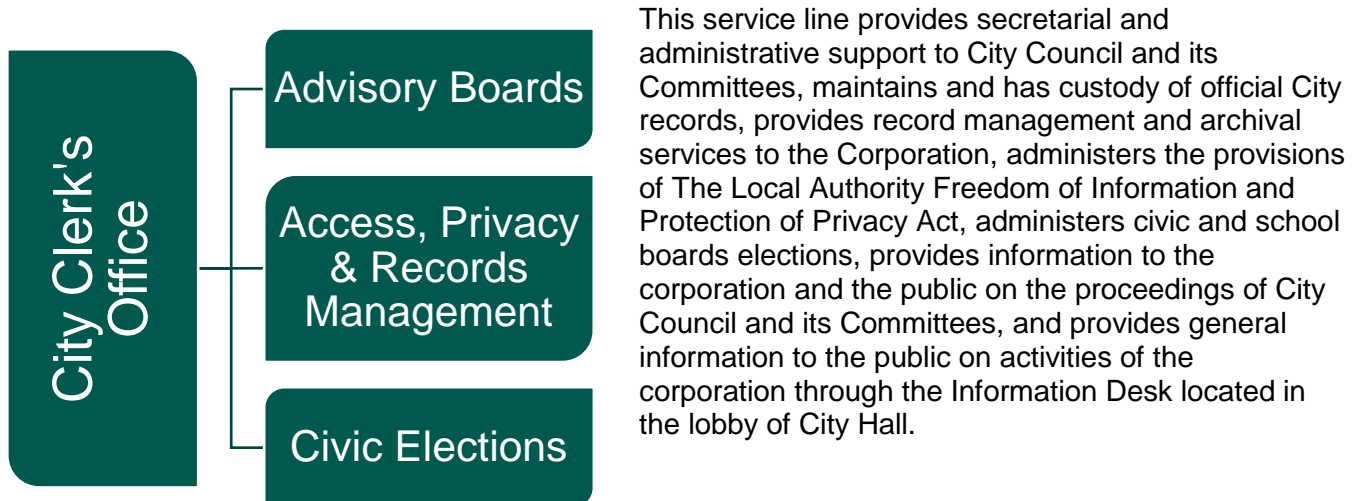 City Clerk's
Office
Advisory Boards
Access, Privacy
& Records
Management
Civic Elections
This service line provides secretarial and
administrative support to City Council and its
Committees, maintains and has custody of official City
records, provides record management and archival
services to the Corporation, administers the provisions
of The Local Authority Freedom of Information and
Protection of Privacy Act, administers civic and school
boards elections, provides information to the
corporation and the public on the proceedings of City
Council and its Committees, and provides general
information to the public on activities of the
corporation through the Information Desk located in
the lobby of City Hall.